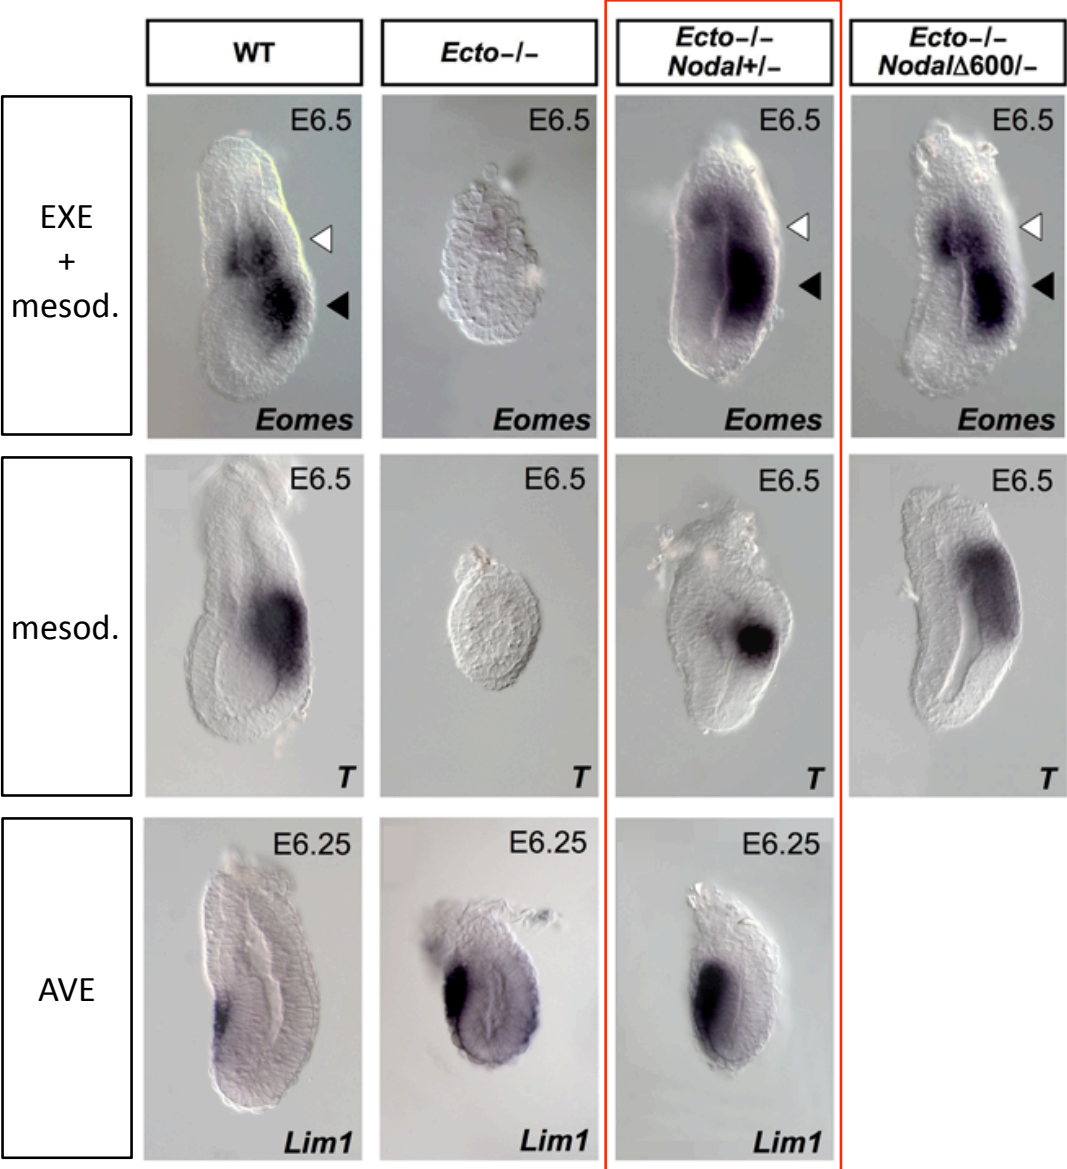 WT
Ecto–/–
Ecto–/–
Nodal+/–
Ecto–/–
NodalΔ600/–
EXE
+
mesod.
E6.5
Eomes
E6.5
Eomes
E6.5
Eomes
E6.5
Eomes
mesod.
E6.5
T
E6.5
T
E6.5
T
E6.5
T
AVE
E6.25
Lim1
E6.25
Lim1
E6.25
Lim1